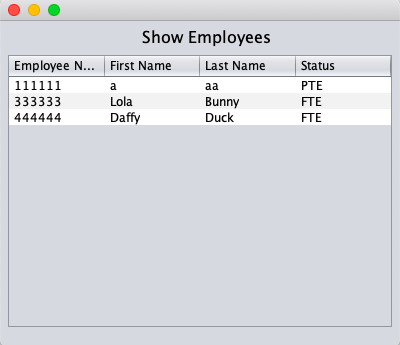 Show Employees
Employee N... First Name Last Name Status
111111 a aa PTE
333333 Lola Bunny FTE
444444 Daffy Duck FTE